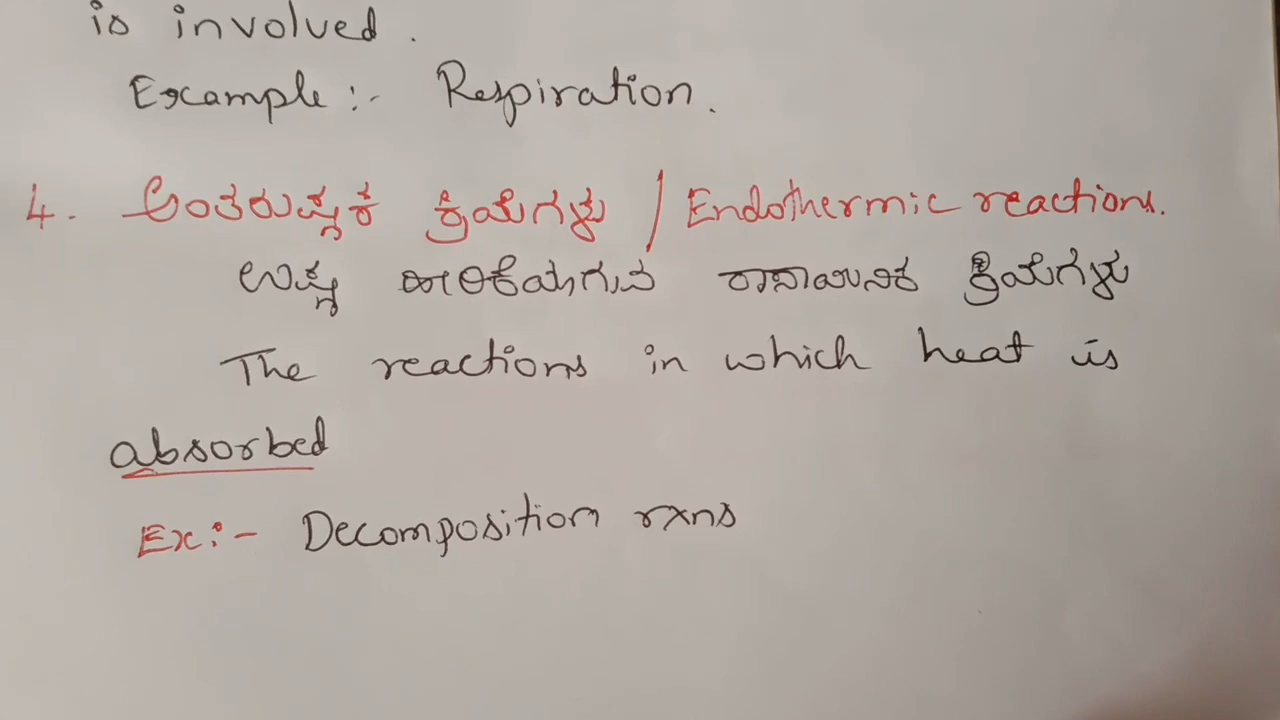 is involved.
Example :- Respiration.
4. ಅಂತರುಷ್ಣಕ ಕ್ರಿಯೆಗಳು / Endothermic reactions.
ಉಷ್ಣ ಹೀರಿಕೆಯಾಗುವ ರಾಸಾಯನಿಕ ಕ್ರಿಯೆಗಳು
The reactions in which heat is
absorbed
Ex :- Decomposition rxns